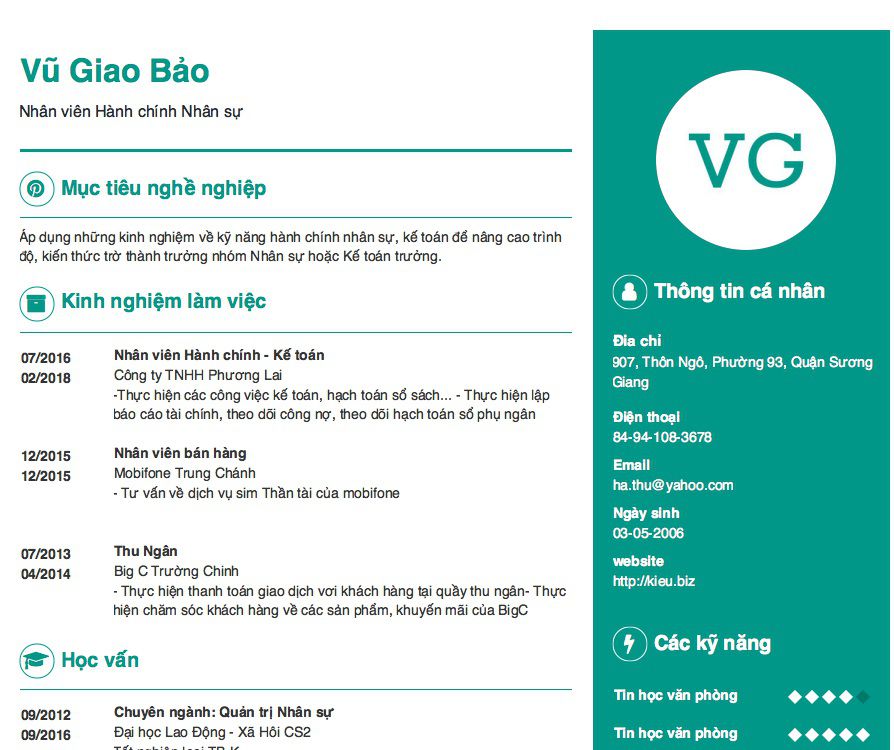 Vũ Giao Bảo
Nhân viên Hành chính Nhân sự
Mục tiêu nghề nghiệp
Áp dụng những kinh nghiệm về kỹ năng hành chính nhân sự, kế toán để nâng cao trình
độ, kiến thức trờ thành trưởng nhóm Nhân sự hoặc Kế toán trưởng.
Kinh nghiệm làm việc
07/2016
02/2018
Nhân viên Hành chính - Kế toán
Công ty TNHH Phương Lai
-Thực hiện các công việc kế toán, hạch toán sổ sách... - Thực hiện lập
báo cáo tài chính, theo dõi công nợ, theo dõi hạch toán sổ phụ ngân
12/2015
12/2015
Nhân viên bán hàng
Mobifone Trung Chánh
- Tư vấn về dịch vụ sim Thần tài của mobifone
07/2013
04/2014
Thu Ngân
Big C Trường Chinh
- Thực hiện thanh toán giao dịch vơi khách hàng tại quầy thu ngân- Thực
hiện chăm sóc khách hàng về các sản phẩm, khuyến mãi của BigC
Học vấn
09/2012
09/2016
Chuyên ngành: Quản trị Nhân sự
Đại học Lao Động - Xã Hôi CS2
VG
Thông tin cá nhân
Đia chỉ
907, Thôn Ngô, Phường 93, Quận Sương
Giang
Điện thoại
84-94-108-3678
Email
ha.thu@yahoo.com
Ngày sinh
03-05-2006
website
http://kieu.biz
Các kỹ năng
Tin học văn phòng
Tin học văn phòng